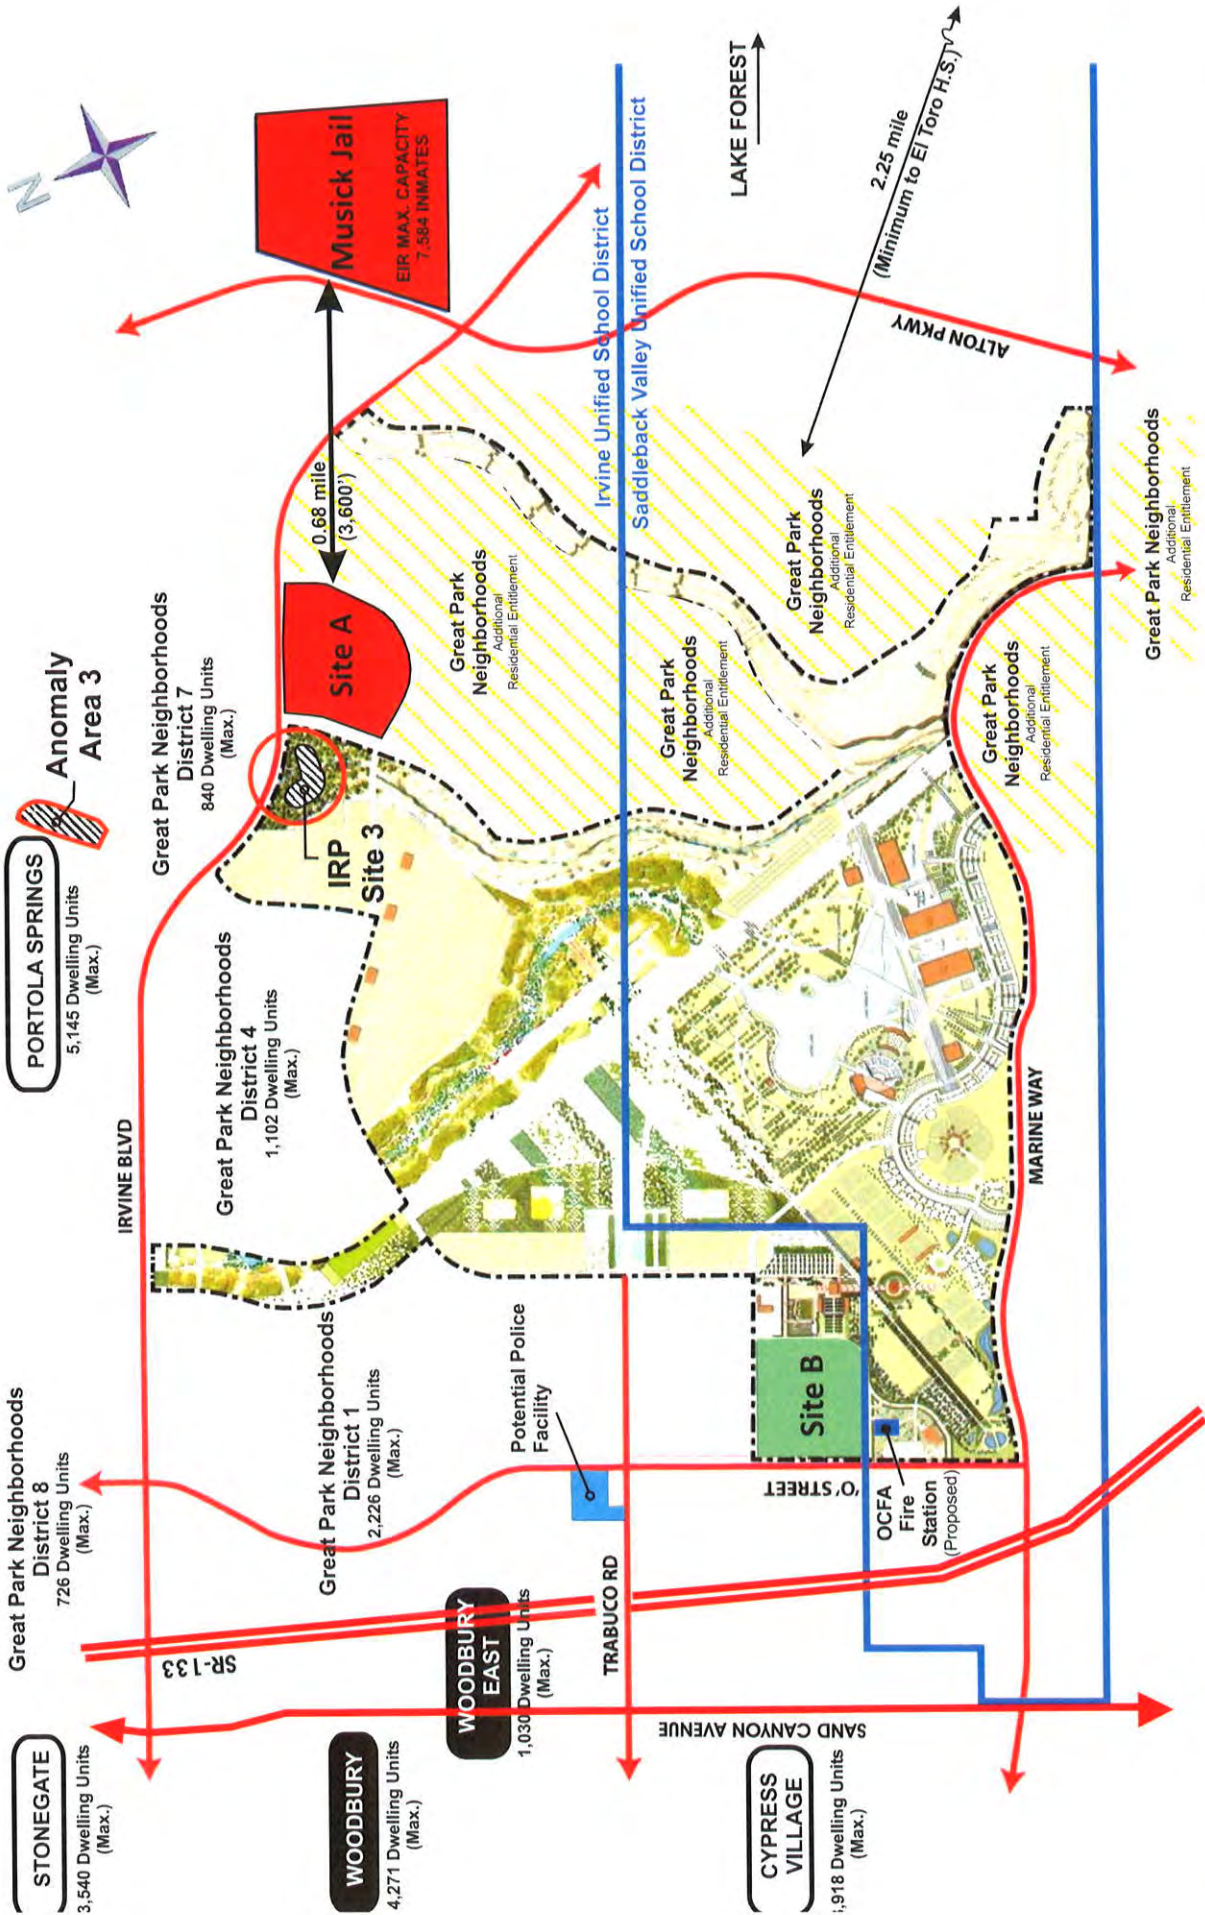 STONEGATE
3,540 Dwelling Units
(Max.)
Great Park Neighborhoods
District 8
726 Dwelling Units
(Max.)
PORTOLA SPRINGS
5,145 Dwelling Units
(Max.)
Anomaly
Area 3
N
SR-133
IRVINE BLVD
Great Park Neighborhoods
District 7
840 Dwelling Units
(Max.)
Great Park Neighborhoods
District 4
1,102 Dwelling Units
(Max.)
IRP
Site 3
Site A
0.68 mile
(3,600')
Musick Jail
EIR MAX. CAPACITY
7,584 INMATES
WOODBURY
4,271 Dwelling Units
(Max.)
Great Park Neighborhoods
District 1
2,226 Dwelling Units
(Max.)
WOODBURY
EAST
1,030 Dwelling Units
(Max.)
Potential Police
Facility
Great Park
Neighborhoods
Additional
Residential Entitlement
TRABUCO RD
Irvine Unified School District
Saddleback Valley Unified School District
Great Park
Neighborhoods
Additional
Residential Entitlement
LAKE FOREST
SAND CANYON AVENUE
'O' STREET
Site B
Great Park
Neighborhoods
Additional
Residential Entitlement
2.25 mile
(Minimum to El Toro H.S.)
ALTON PKWY
CYPRESS
VILLAGE
,918 Dwelling Units
(Max.)
OCFA
Fire
Station
(Proposed)
MARINE WAY
Great Park
Neighborhoods
Additional
Residential Entitlement
Great Park Neighborhoods
Additional
Residential Entitlement